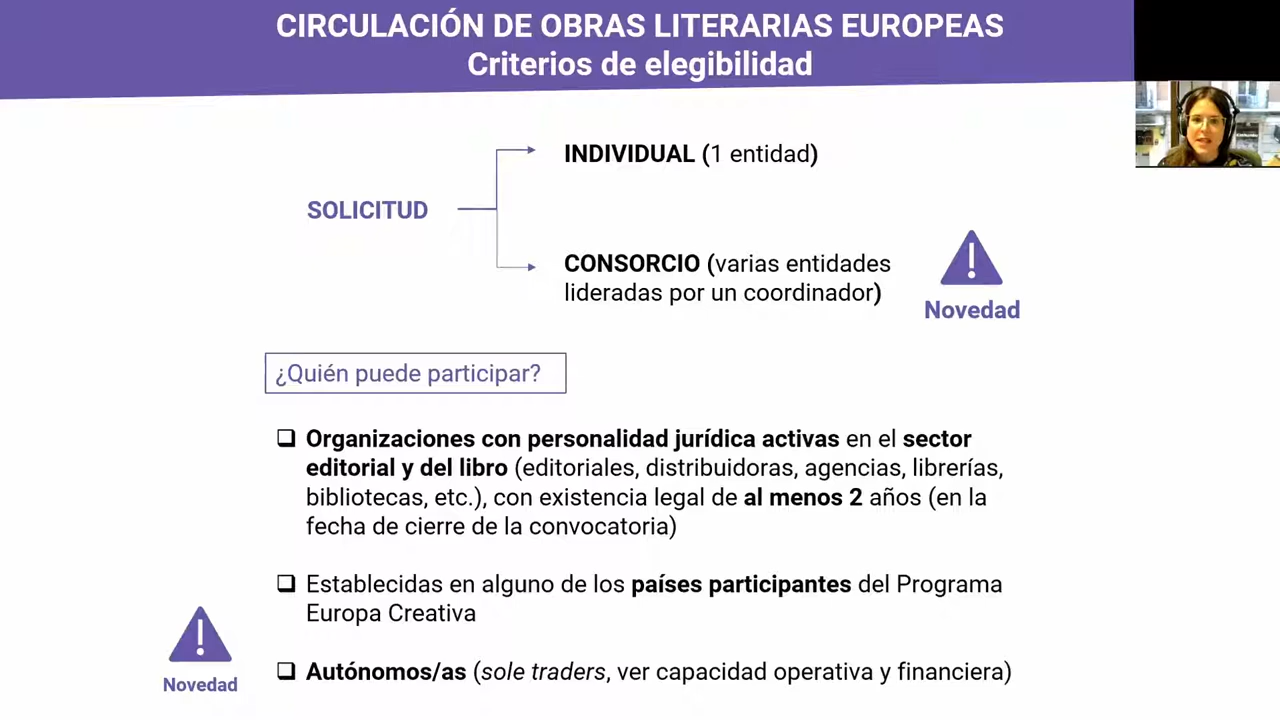 CIRCULACIÓN DE OBRAS LITERARIAS EUROPEAS
Criterios de elegibilidad
INDIVIDUAL (1 entidad)
SOLICITUD
CONSORCIO (varias entidades
lideradas por un coordinador)
Novedad
¿Quién puede participar?
Organizaciones con personalidad jurídica activas en el sector
editorial y del libro (editoriales, distribuidoras, agencias, librerías,
bibliotecas, etc.), con existencia legal de al menos 2 años (en la
fecha de cierre de la convocatoria)
Establecidas en alguno de los países participantes del Programa
Europa Creativa
Novedad
Autónomos/as (sole traders, ver capacidad operativa y financiera)